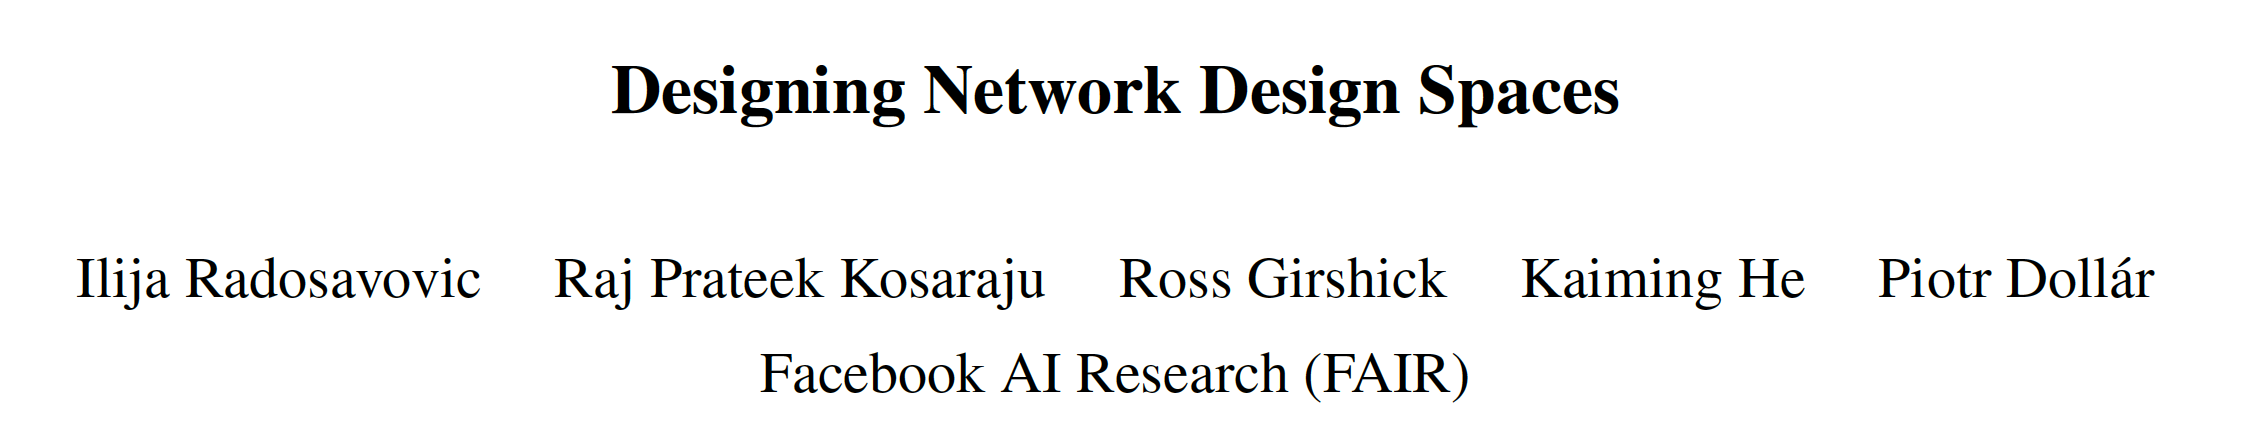 Designing Network Design Spaces
Ilija Radosavovic Raj Prateek Kosaraju Ross Girshick Kaiming He Piotr Dollár
Facebook AI Research (FAIR)